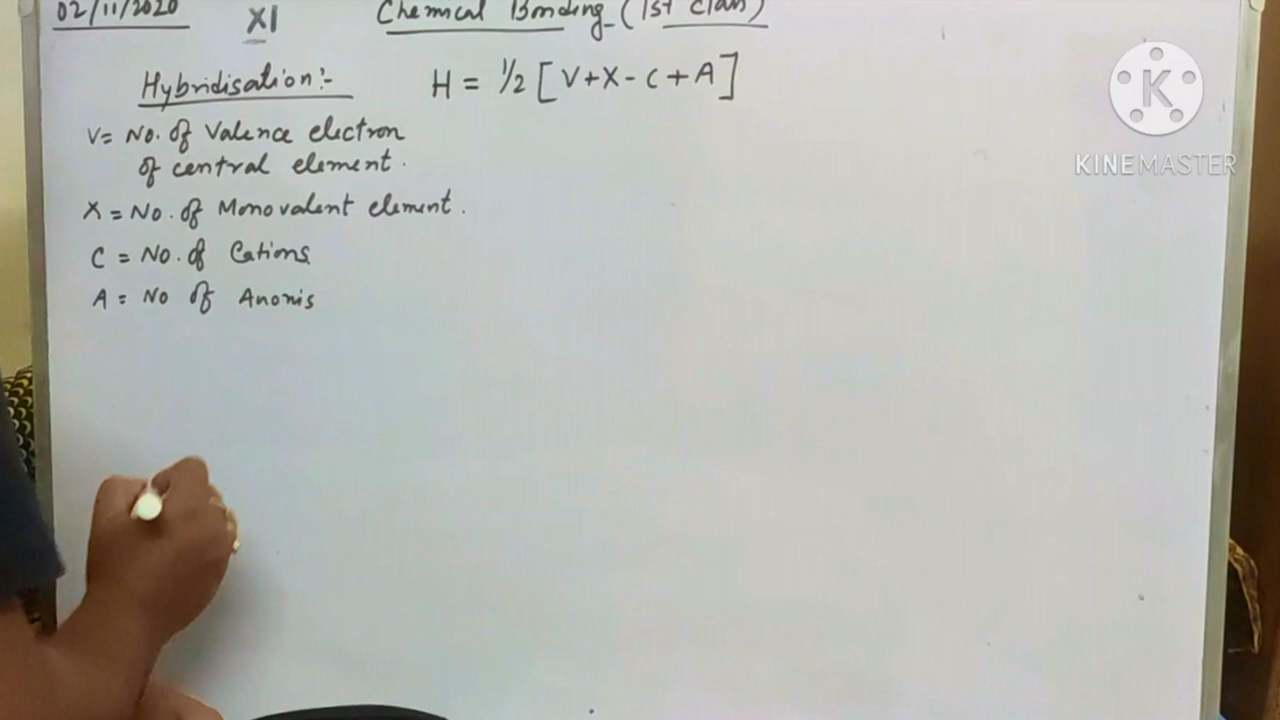 02/11/2020 XI Chemical Bonding (1st Class)
Hybridisation:- H = 1/2 [V+X-C+A]
V = No. of Valence electron
of central element.
X = No. of Monovalent element.
C = No. of Cations
A = No of Anonis
K
KINEMASTER